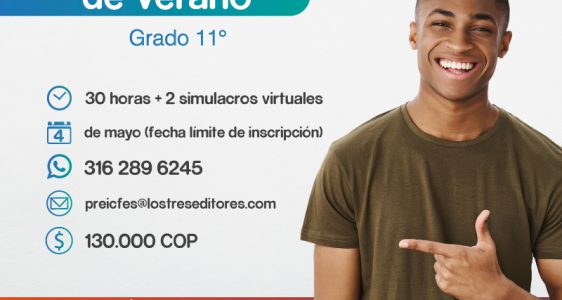 de Verano
Grado 11°
30 horas + 2 simulacros virtuales
4
de mayo (fecha límite de inscripción)
316 289 6245
preicfes@lostreseditores.com
$
130.000 COP